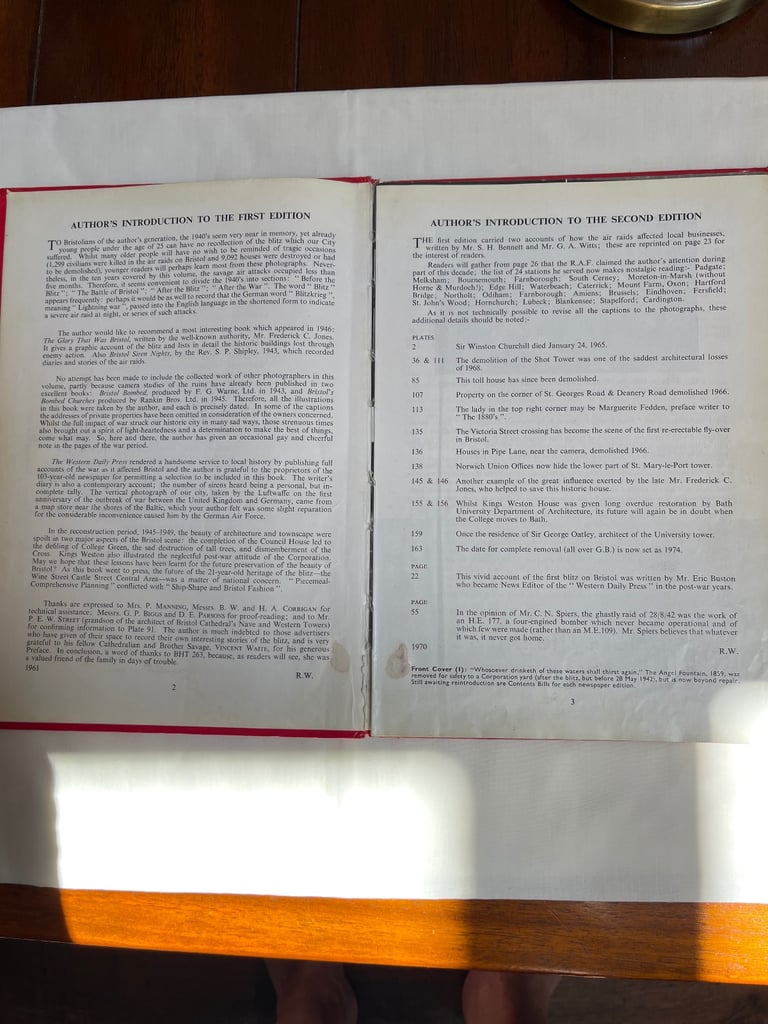 AUTHOR'S INTRODUCTION TO THE FIRST EDITION
TO Bristolians of the author's generation, the 1940's seem very near in memory, yet already
young people under the age of 25 can have no recollection of the blitz which our City
suffered. Whilst many older people will have no wish to be reminded of tragic occasions
(1,299 civilians were killed in the air raids on Bristol and 9,092 houses were destroyed or had
to be demolished), younger readers will perhaps learn most from these photographs. Never-
theless, in the ten years covered by this volume, the savage air attacks occupied less than
five months. Therefore, it seems convenient to divide the 1940's into sections: " Before the
Blitz "; " The Battle of Bristol "; " After the Blitz "; " After the War ". The word " Blitz "
appears frequently: perhaps it would be as well to record that the German word " Blitzkrieg ",
meaning " Lightning war ", passed into the English language in the shortened form to indicate
a severe air raid at night, or series of such attacks.
The author would like to recommend a most interesting book which appeared in 1946:
The Glory That Was Bristol, written by the well-known authority, Mr. Frederick C. Jones.
It gives a graphic account of the blitz and lists in detail the historic buildings lost through
enemy action. Also Bristol Siren Nights, by the Rev. S. P. Shipley, 1943, which recorded
diaries and stories of the air raids.
No attempt has been made to include the collected work of other photographers in this
volume, partly because camera studies of the ruins have already been published in two
excellent books: Bristol Bombed, produced by F. G. Warne, Ltd. in 1943, and Bristol's
Bombed Churches produced by Rankin Bros. Ltd. in 1945. Therefore, all the illustrations
in this book were taken by the author, and each is precisely dated. In some of the captions
the addresses of private properties have been omitted in consideration of the owners concerned.
Whilst the full impact of war struck our historic city in many sad ways, those strenuous times
also brought out a spirit of light-heartedness and a determination to make the best of things,
come what may. So, here and there, the author has given an occasional gay and cheerful
note in the pages of the war period.
The Western Daily Press rendered a handsome service to local history by publishing full
accounts of the war as it affected Bristol and the author is grateful to the proprietors of the
103-year-old newspaper for permitting a selection to be included in this book. The writer's
diary is also a contemporary account; the number of sirens heard being a personal, but in-
complete tally. The vertical photograph of our city, taken by the Luftwaffe on the first
anniversary of the outbreak of war between the United Kingdom and Germany, came from
a map store near the shores of the Baltic, which your author felt was some slight reparation
for the considerable inconvenience caused him by the German Air Force.
In the reconstruction period, 1945-1949, the beauty of architecture and townscape were
spoilt in two major aspects of the Bristol scene: the completion of the Council House led to
the defiling of College Green, the sad destruction of tall trees, and dismemberment of the
Cross. Kings Weston also illustrated the neglectful post-war attitude of the Corporation.
May we hope that these lessons have been learnt for the future preservation of the beauty of
Bristol? As this book went to press, the future of the 21-year-old heritage of the blitz—the
Wine Street/Castle Street Central Area—was a matter of national concern. " Piecemeal-
Comprehensive Planning " conflicted with " Ship-Shape and Bristol Fashion ".
Thanks are expressed to Mrs. P. MANNING, Messrs. B. W. and H. A. CORRIGAN for
technical assistance; Messrs. G. P. BIGGS and D. E. PARSONS for proof-reading; and to Mr.
P. E. W. STREET (grandson of the architect of Bristol Cathedral's Nave and Western Towers)
for confirming information to Plate 91. The author is much indebted to those advertisers
who have given of their space to record their own interesting stories of the blitz, and is very
grateful to his fellow Cathedralian and Brother Savage, VINCENT WAITE, for his generous
Preface. In conclusion, a word of thanks to BHT 263, because, as readers will see, she was
a valued friend of the family in days of trouble.
1961
R.W.
2
AUTHOR'S INTRODUCTION TO THE SECOND EDITION
THE first edition carried two accounts of how the air raids affected local businesses,
written by Mr. S. H. Bennett and Mr. G. A. Witts; these are reprinted on page 23 for
the interest of readers.
Readers will gather from page 26 that the R.A.F. claimed the author's attention during
part of this decade; the list of 24 stations he served now makes nostalgic reading:- Padgate;
Melksham; Bournemouth; Farnborough; South Cerney; Moreton-in-Marsh (without
Horne & Murdoch!); Edge Hill; Waterbeach; Caterrick; Mount Farm, Oxon; Hartford
Bridge; Northolt; Odiham; Farnborough; Amiens; Brussels; Eindhoven; Fersfield;
St. John's Wood; Hornchurch; Lubeck; Blankensee; Stapelford; Cardington.
As it is not technically possible to revise all the captions to the photographs, these
additional details should be noted:-
PLATES
2 Sir Winston Churchill died January 24, 1965.
36 & 111 The demolition of the Shot Tower was one of the saddest architectural losses
of 1968.
85 This toll house has since been demolished.
107 Property on the corner of St. Georges Road & Deanery Road demolished 1966.
113 The lady in the top right corner may be Marguerite Fedden, preface writer to
" The 1880's ".
135 The Victoria Street crossing has become the scene of the first re-erectable fly-over
in Bristol.
136 Houses in Pipe Lane, near the camera, demolished 1966.
138 Norwich Union Offices now hide the lower part of St. Mary-le-Port tower.
145 & 146 Another example of the great influence exerted by the late Mr. Frederick C.
Jones, who helped to save this historic house.
155 & 156 Whilst Kings Weston House was given long overdue restoration by Bath
University Department of Architecture, its future will again be in doubt when
the College moves to Bath.
159 Once the residence of Sir George Oatley, architect of the University tower.
163 The date for complete removal (all over G.B.) is now set as 1974.
PAGE
22 This vivid account of the first blitz on Bristol was written by Mr. Eric Buston
who became News Editor of the " Western Daily Press " in the post-war years.
PAGE
55 In the opinion of Mr. C. N. Spiers, the ghastly raid of 28/8/42 was the work of
an H.E. 177, a four-engined bomber which never became operational and of
which few were made (rather than an M.E.109). Mr. Spiers believes that whatever
it was, it never got home.
1970
R.W.
Front Cover (1): "Whosoever drinketh of these waters shall thirst again." The Angel Fountain, 1859, was
removed for safety to a Corporation yard (after the blitz, but before 28 May 1942), but is now beyond repair.
Still awaiting reintroduction are Contents Bills for each newspaper edition.
3